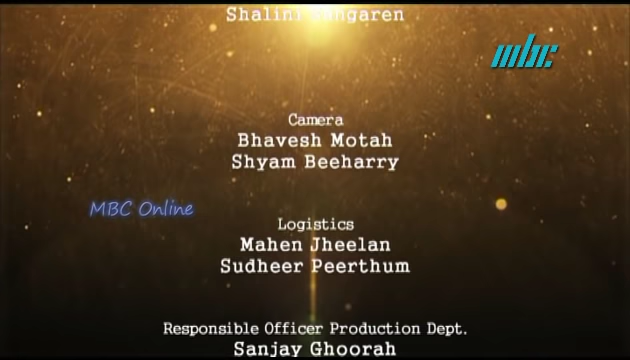 Shalini Sungaren
mbc
Camera
Bhavesh Motah
Shyam Beeharry
MBC Online
Logistics
Mahen Jheelan
Sudheer Peerthum
Responsible Officer Production Dept.
Sanjay Ghoorah